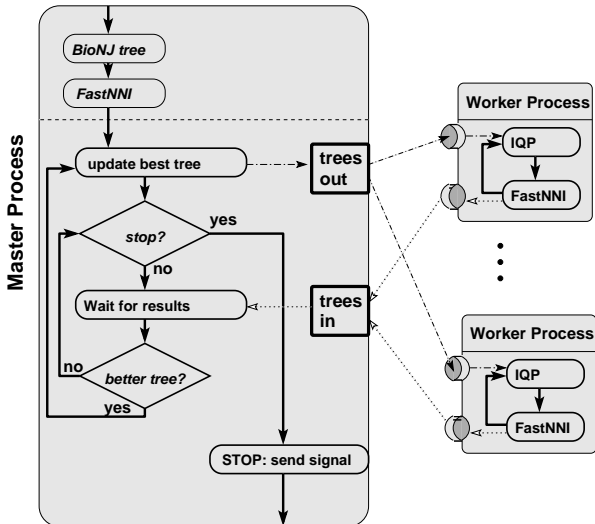 Master Process
BioNJ tree
FastNNI
update best tree
trees
out
stop?
yes
no
Wait for results
trees
in
better tree?
no
yes
STOP: send signal
Worker Process
IQP
FastNNI
Worker Process
IQP
FastNNI